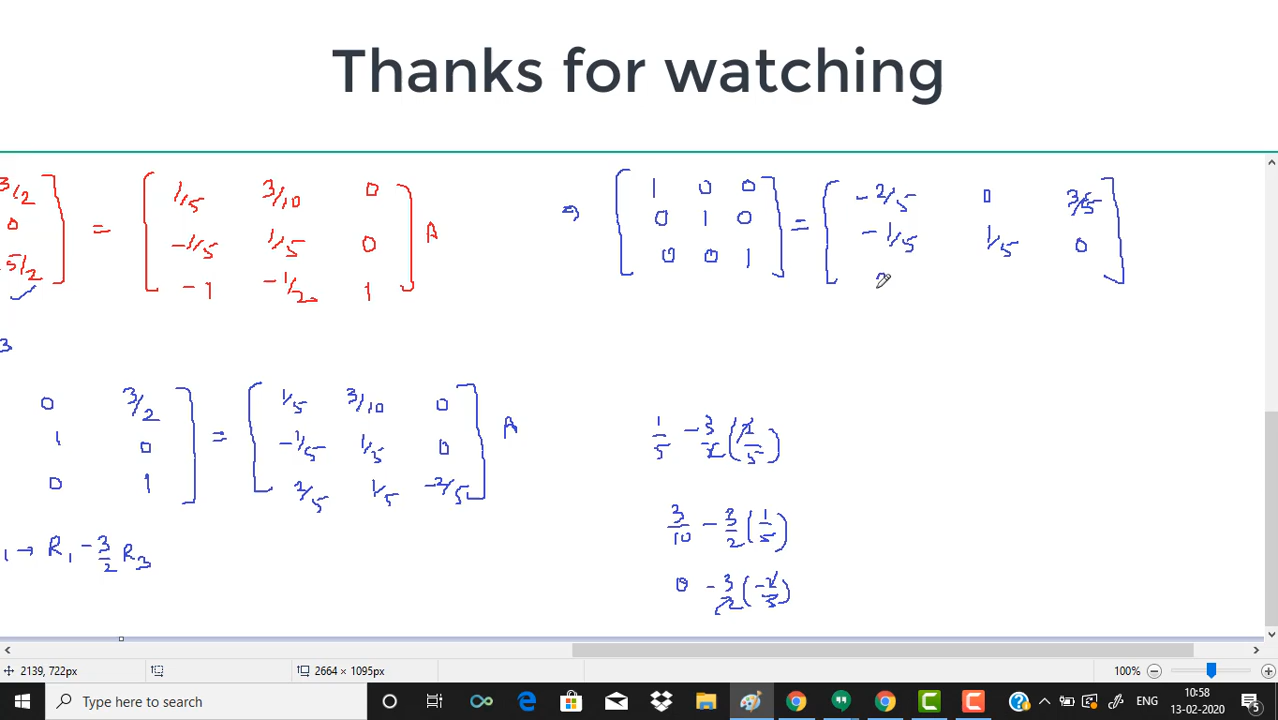 Thanks for watching
3/2
0
5/2
=
1/5 3/10 0
-1/5 1/5 0
-1 -1/2 1
A
⇒
1 0 0
0 1 0
0 0 1
=
-2/5 0 3/5
-1/5 1/5 0
2
3
0 3/2
1 0
0 1
=
1/5 3/10 0
-1/5 1/5 0
2/5 1/5 -2/5
A
1 → R1 - 3/2 R3
1/5 - 3/2 (2/5)
3/10 - 3/2 (1/5)
0 - 3/2 (-2/5)
2139, 722px
2664 × 1095px
100%
Type here to search
ENG
10:58
13-02-2020
5